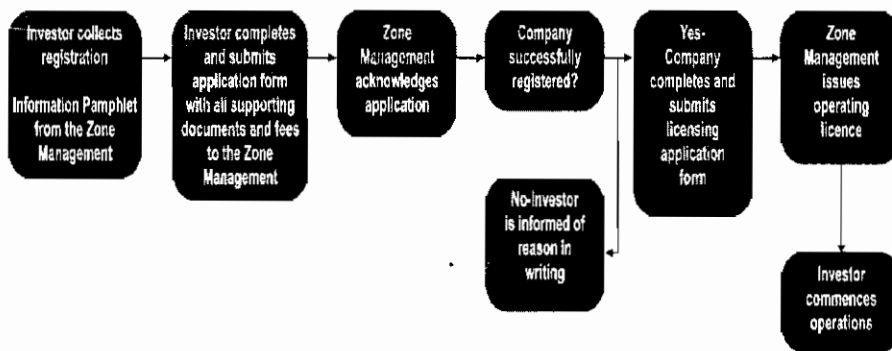 Investor collects
registration
Information Pamphlet
from the Zone
Management
Investor completes
and submits
application form
with all supporting
documents and fees
to the Zone
Management
Zone
Management
acknowledges
application
Company
successfully
registered?
Yes-
Company
completes and
submits
licensing
application
form
Zone
Management
issues
operating
licence
No-Investor
is informed of
reason in
writing
Investor
commences
operations